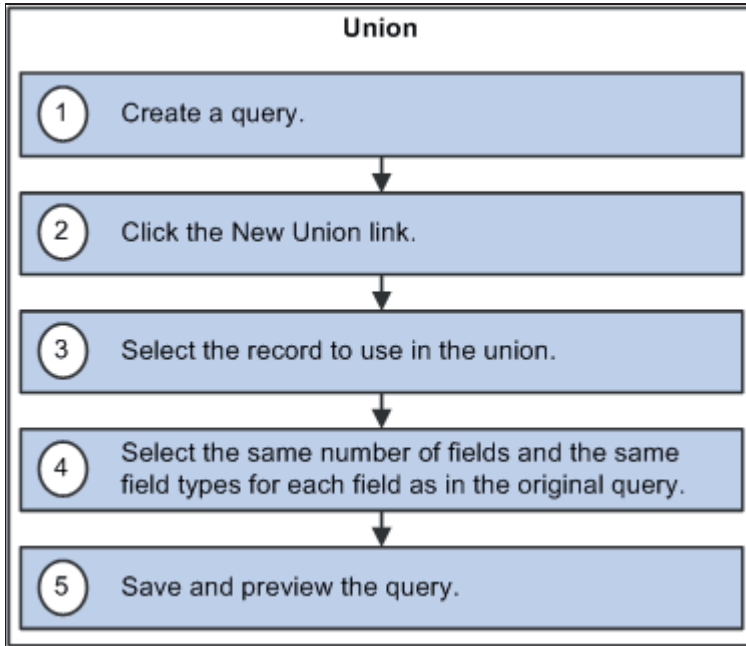 Union
1 Create a query.
2 Click the New Union link.
3 Select the record to use in the union.
4 Select the same number of fields and the same
field types for each field as in the original query.
5 Save and preview the query.